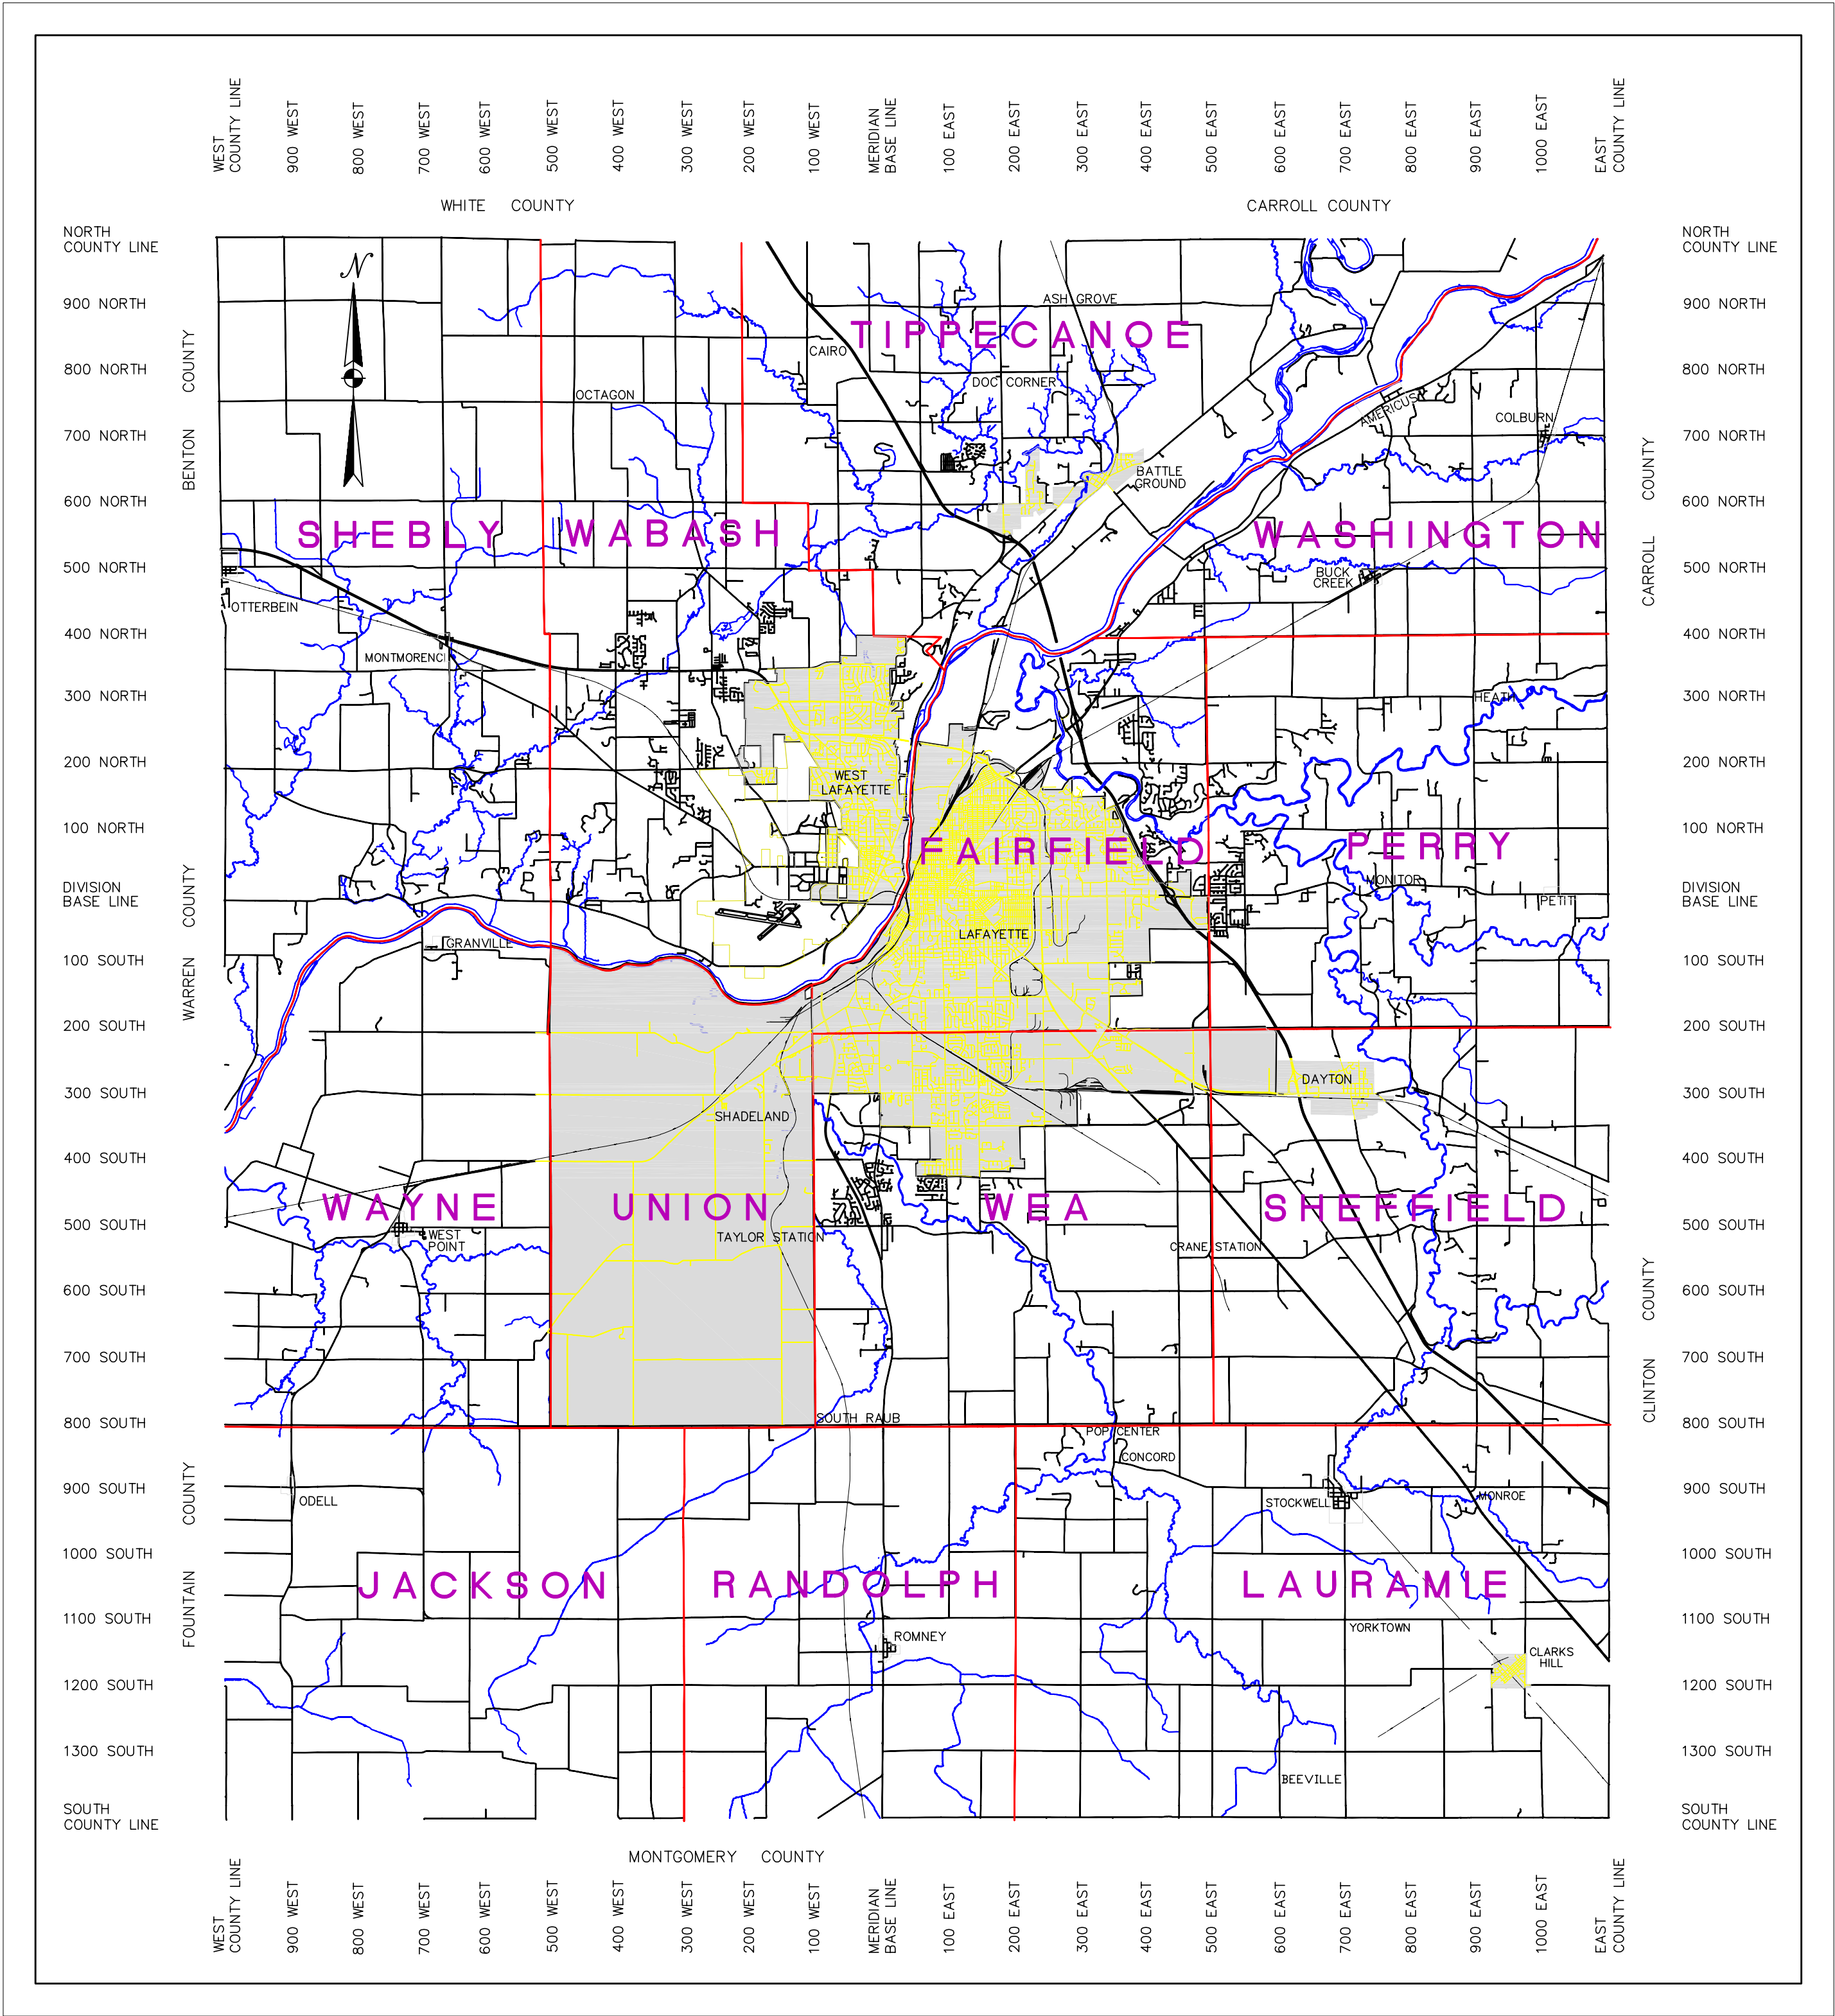 WEST
COUNTY LINE
900 WEST
800 WEST
700 WEST
600 WEST
500 WEST
400 WEST
300 WEST
200 WEST
100 WEST
MERIDIAN
BASE LINE
100 EAST
200 EAST
300 EAST
400 EAST
500 EAST
600 EAST
700 EAST
800 EAST
900 EAST
1000 EAST
EAST
COUNTY LINE
WHITE COUNTY
CARROLL COUNTY
NORTH
COUNTY LINE
900 NORTH
800 NORTH
700 NORTH
600 NORTH
500 NORTH
400 NORTH
300 NORTH
200 NORTH
100 NORTH
DIVISION
BASE LINE
100 SOUTH
200 SOUTH
300 SOUTH
400 SOUTH
500 SOUTH
600 SOUTH
700 SOUTH
800 SOUTH
900 SOUTH
1000 SOUTH
1100 SOUTH
1200 SOUTH
1300 SOUTH
SOUTH
COUNTY LINE
BENTON COUNTY
WARREN COUNTY
FOUNTAIN COUNTY
N
ASH GROVE
TIPPECANOE
CAIRO
DOC CORNER
OCTAGON
AMERICUS
COLBURN
BATTLE
GROUND
SHEBLY
WABASH
WASHINGTON
BUCK
CREEK
OTTERBEIN
MONTMORENCI
HEATH
WEST
LAFAYETTE
FAIRFIELD
PERRY
MONITOR
PETIT
LAFAYETTE
GRANVILLE
DAYTON
SHADELAND
WAYNE
UNION
WEA
SHEFFIELD
WEST
POINT
TAYLOR STATION
CRANE STATION
SOUTH RAUB
POP CENTER
CONCORD
ODELL
STOCKWELL
MONROE
JACKSON
RANDOLPH
LAURAMIE
YORKTOWN
ROMNEY
CLARKS
HILL
BEEVILLE
CARROLL COUNTY
CLINTON COUNTY
NORTH
COUNTY LINE
900 NORTH
800 NORTH
700 NORTH
600 NORTH
500 NORTH
400 NORTH
300 NORTH
200 NORTH
100 NORTH
DIVISION
BASE LINE
100 SOUTH
200 SOUTH
300 SOUTH
400 SOUTH
500 SOUTH
600 SOUTH
700 SOUTH
800 SOUTH
900 SOUTH
1000 SOUTH
1100 SOUTH
1200 SOUTH
1300 SOUTH
SOUTH
COUNTY LINE
MONTGOMERY COUNTY
WEST
COUNTY LINE
900 WEST
800 WEST
700 WEST
600 WEST
500 WEST
400 WEST
300 WEST
200 WEST
100 WEST
MERIDIAN
BASE LINE
100 EAST
200 EAST
300 EAST
400 EAST
500 EAST
600 EAST
700 EAST
800 EAST
900 EAST
1000 EAST
EAST
COUNTY LINE